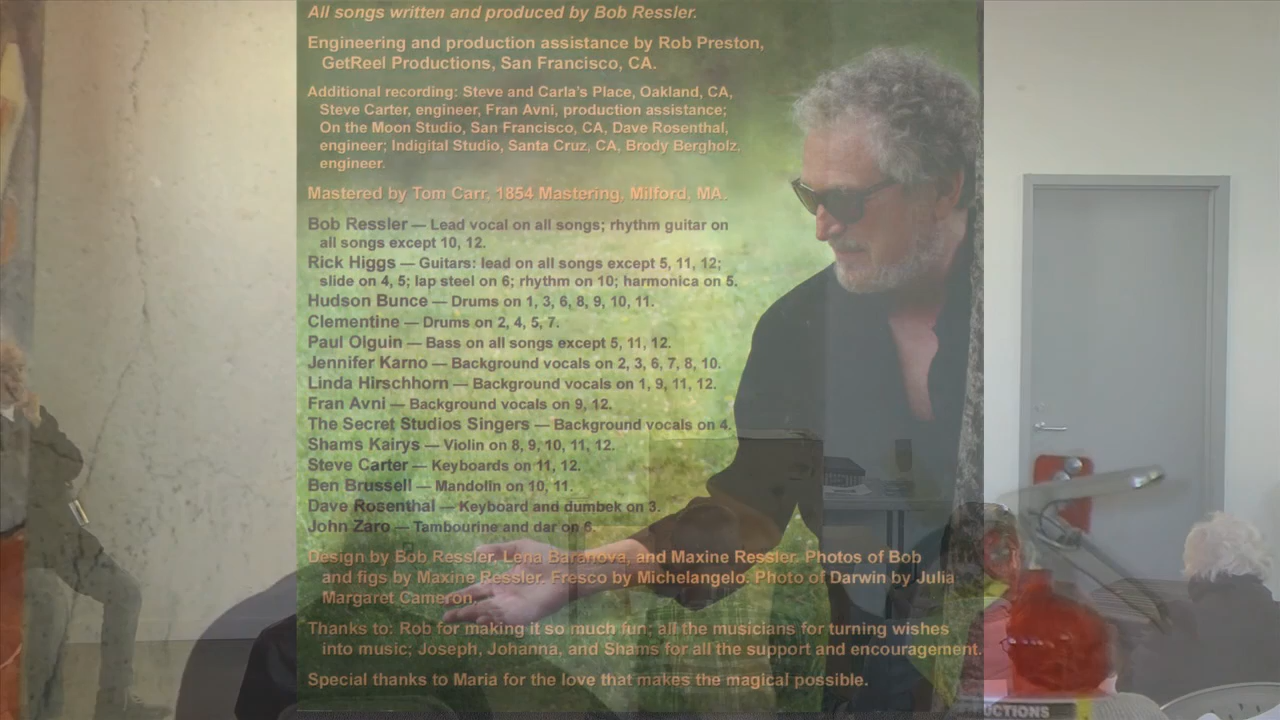 All songs written and produced by Bob Ressler.
Engineering and production assistance by Rob Preston,
GetReel Productions, San Francisco, CA.
Additional recording: Steve and Carla's Place, Oakland, CA,
Steve Carter, engineer, Fran Avni, production assistance;
On the Moon Studio, San Francisco, CA, Dave Rosenthal,
engineer; Indigital Studio, Santa Cruz, CA, Brody Bergholz,
engineer.
Mastered by Tom Carr, 1854 Mastering, Milford, MA.
Bob Ressler — Lead vocal on all songs; rhythm guitar on
all songs except 10, 12.
Rick Higgs — Guitars: lead on all songs except 5, 11, 12;
slide on 4, 5; lap steel on 6; rhythm on 10; harmonica on 5.
Hudson Bunce — Drums on 1, 3, 6, 8, 9, 10, 11.
Clementine — Drums on 2, 4, 5, 7.
Paul Olguin — Bass on all songs except 5, 11, 12.
Jennifer Karno — Background vocals on 2, 3, 6, 7, 8, 10.
Linda Hirschhorn — Background vocals on 1, 9, 11, 12.
Fran Avni — Background vocals on 9, 12.
The Secret Studios Singers — Background vocals on 4.
Shams Kairys — Violin on 8, 9, 10, 11, 12.
Steve Carter — Keyboards on 11, 12.
Ben Brussell — Mandolin on 10, 11.
Dave Rosenthal — Keyboard and dumbek on 3.
John Zaro — Tambourine and dar on 6.
Design by Bob Ressler, Lena Baranova, and Maxine Ressler. Photos of Bob
and figs by Maxine Ressler. Fresco by Michelangelo. Photo of Darwin by Julia
Margaret Cameron.
Thanks to: Rob for making it so much fun; all the musicians for turning wishes
into music; Joseph, Johanna, and Shams for all the support and encouragement.
Special thanks to Maria for the love that makes the magical possible.